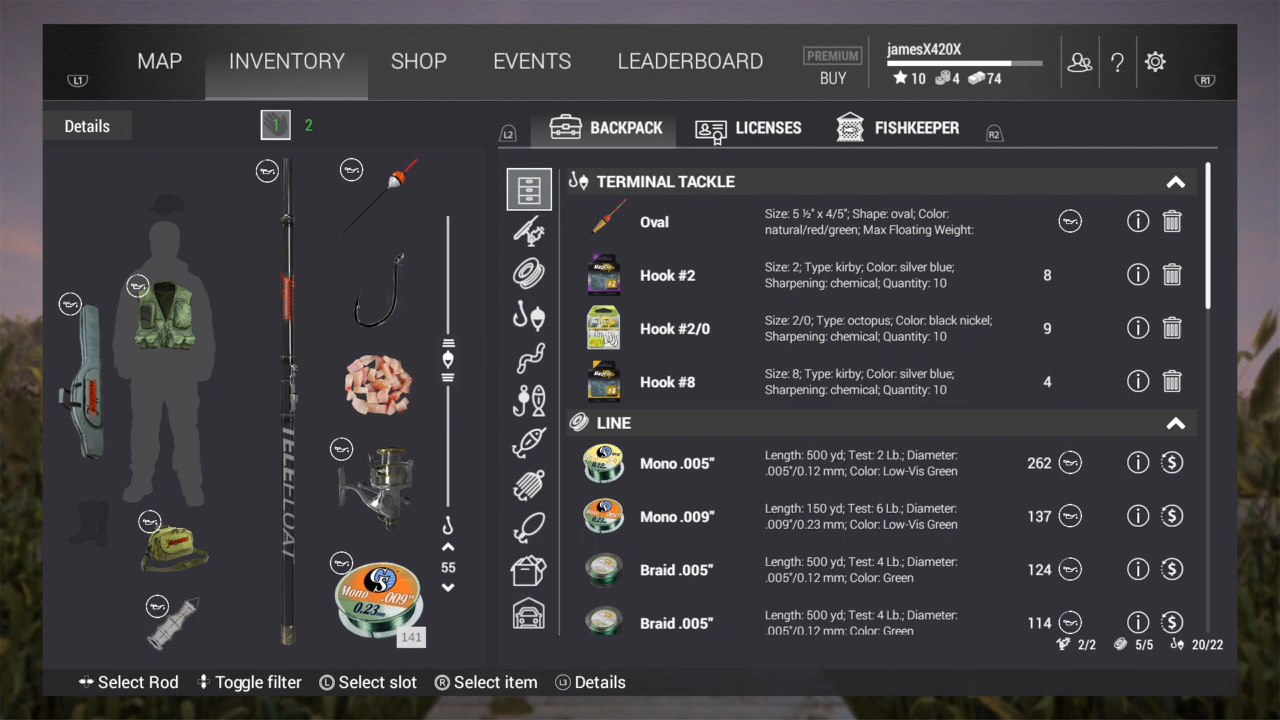 MAP
INVENTORY
SHOP
EVENTS
LEADERBOARD
PREMIUM
BUY
jamesX420X
10 4 74
L1
R1
Details
1 2
L2
BACKPACK
LICENSES
FISHKEEPER
R2
TERMINAL TACKLE
Oval
Size: 5 ½" x 4/5"; Shape: oval; Color:
natural/red/green; Max Floating Weight:
Hook #2
Size: 2; Type: kirby; Color: silver blue;
Sharpening: chemical; Quantity: 10
8
Hook #2/0
Size: 2/0; Type: octopus; Color: black nickel;
Sharpening: chemical; Quantity: 10
9
Hook #8
Size: 8; Type: kirby; Color: silver blue;
Sharpening: chemical; Quantity: 10
4
LINE
Mono .005"
Length: 500 yd; Test: 2 Lb.; Diameter:
.005"/0.12 mm; Color: Low-Vis Green
262
Mono .009"
Length: 150 yd; Test: 6 Lb.; Diameter:
.009"/0.23 mm; Color: Low-Vis Green
137
Braid .005"
Length: 500 yd; Test: 4 Lb.; Diameter:
.005"/0.12 mm; Color: Green
124
Braid .005"
Length: 500 yd; Test: 4 Lb.; Diameter:
.005"/0.12 mm; Color: Green
114
2/2 5/5 20/22
TELEFLOAT
55
Mono .009"
0.23
141
Select Rod
Toggle filter
L Select slot
R Select item
L3 Details